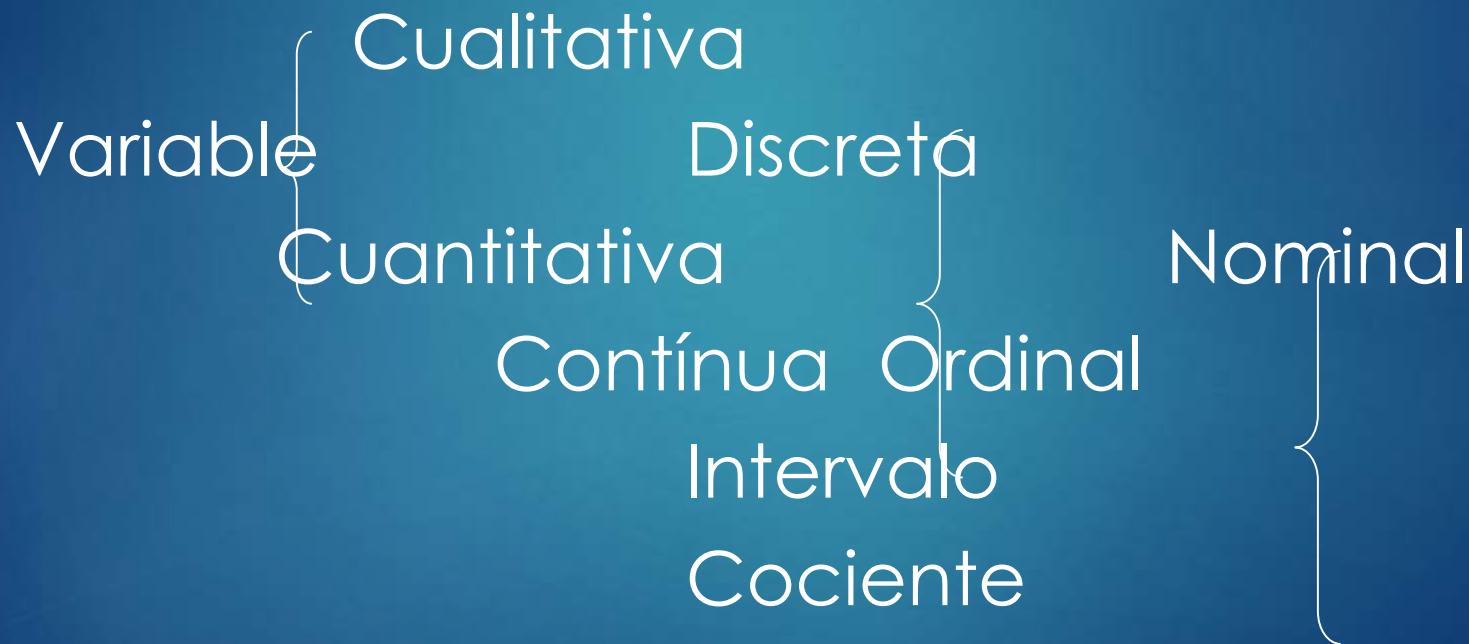 Cualitativa
Variable Discreta
Cuantitativa Nominal
Contínua Ordinal
Intervalo
Cociente